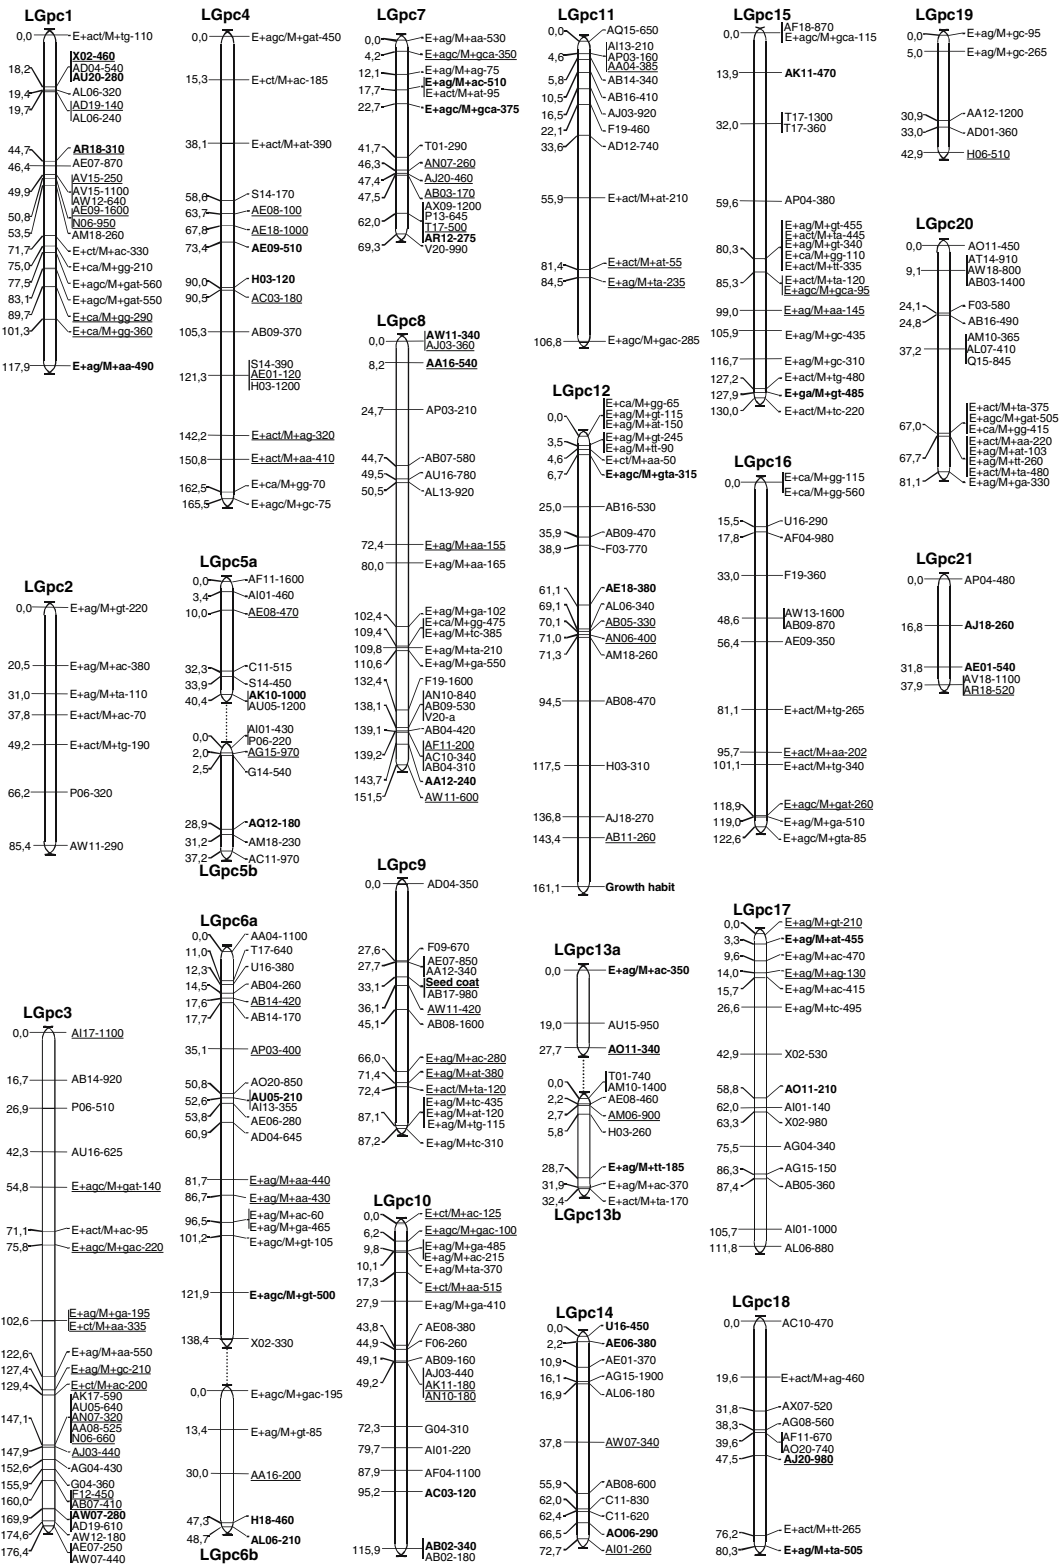 LGpc1
0,0 E+act/M+tg-110
X02-460
18,2 AD04-540
AU20-280
19,4 AL06-320
19,7 AD19-140
AL06-240
44,7 AR18-310
46,4 AE07-870
AV15-250
49,9 AV15-1100
AW12-640
AE09-1600
50,8 N06-950
53,5 AM18-260
71,7 E+ct/M+ac-330
75,0 E+ca/M+gg-210
77,5 E+agc/M+gat-560
83,1 E+agc/M+gat-550
89,7 E+ca/M+gg-290
101,3 E+ca/M+gg-360
117,9 E+ag/M+aa-490
LGpc2
0,0 E+ag/M+gt-220
20,5 E+ag/M+ac-380
31,0 E+ag/M+ta-110
37,8 E+act/M+ac-70
49,2 E+act/M+tg-190
66,2 P06-320
85,4 AW11-290
LGpc3
0,0 AI17-1100
16,7 AB14-920
26,9 P06-510
42,3 AU16-625
54,8 E+agc/M+gat-140
71,1 E+act/M+ac-95
75,8 E+agc/M+gac-220
102,6 E+ag/M+ga-195
E+ct/M+aa-335
122,6 E+ag/M+aa-550
127,4 E+ag/M+gc-210
129,4 E+ct/M+ac-200
AK17-590
AU05-640
147,1 AN07-320
AA08-525
N06-660
147,9 AJ03-440
152,6 AG04-430
155,9 G04-360
160,0 F12-450
AB07-410
169,9 AW07-280
AD19-610
174,6 AW12-180
176,4 AE07-250
AW07-440
LGpc4
0,0 E+agc/M+gat-450
15,3 E+ct/M+ac-185
38,1 E+act/M+at-390
58,6 S14-170
63,7 AE08-100
67,8 AE18-1000
73,4 AE09-510
90,0 H03-120
90,5 AC03-180
105,3 AB09-370
S14-390
121,3 AE01-120
H03-1200
142,2 E+act/M+ag-320
150,8 E+act/M+aa-410
162,5 E+ca/M+gg-70
165,5 E+agc/M+gc-75
LGpc5a
0,0 AF11-1600
3,4 AI01-460
10,0 AE08-470
32,3 C11-515
33,9 S14-450
40,4 AK10-1000
AU05-1200
0,0 AI01-430
P06-220
2,0 AG15-970
2,5 G14-540
28,9 AQ12-180
31,2 AM18-230
37,2 AC11-970
LGpc5b
LGpc6a
0,0 AA04-1100
11,0 T17-640
12,3 U16-380
14,5 AB04-260
17,6 AB14-420
17,7 AB14-170
35,1 AP03-400
50,8 AO20-850
52,6 AU05-210
AI13-355
53,8 AE06-280
60,9 AD04-645
81,7 E+ag/M+aa-440
86,7 E+ag/M+aa-430
96,5 E+ag/M+ac-60
E+ag/M+ga-465
101,2 E+agc/M+gt-105
121,9 E+agc/M+gt-500
138,4 X02-330
0,0 E+agc/M+gac-195
13,4 E+ag/M+gt-85
30,0 AA16-200
47,3 H18-460
48,7 AL06-210
LGpc6b
LGpc7
0,0 E+ag/M+aa-530
4,2 E+ag/M+gca-350
12,1 E+ag/M+ag-75
17,7 E+ag/M+ac-510
E+act/M+at-95
22,7 E+agc/M+gca-375
41,7 T01-290
46,3 AN07-260
47,4 AJ20-460
47,5 AB03-170
AX09-1200
62,0 P13-645
T17-500
AR12-275
69,3 V20-990
LGpc8
0,0 AW11-340
AJ03-360
8,2 AA16-540
24,7 AP03-210
44,7 AB07-580
49,5 AU16-780
50,5 AL13-920
72,4 E+ag/M+aa-155
80,0 E+ag/M+aa-165
102,4 E+ag/M+ga-102
E+ca/M+gg-475
109,4 E+ag/M+tc-385
109,8 E+ag/M+ta-210
110,6 E+ag/M+ga-550
132,4 F19-1600
AN10-840
138,1 AB09-530
V20-a
139,1 AB04-420
AF11-200
139,2 AC10-340
AB04-310
143,7 AA12-240
151,5 AW11-600
LGpc9
0,0 AD04-350
27,6 F09-670
27,7 AE07-850
AA12-340
33,1 Seed coat
AB17-980
36,1 AW11-420
45,1 AB08-1600
66,0 E+ag/M+ac-280
71,4 E+ag/M+at-380
72,4 E+act/M+ta-120
E+ag/M+tc-435
87,1 E+ag/M+at-120
E+ag/M+tg-115
87,2 E+ag/M+tc-310
LGpc10
0,0 E+ct/M+ac-125
6,2 E+agc/M+gac-100
9,8 E+ag/M+ga-485
E+ag/M+ac-215
10,1 E+ag/M+ta-370
17,3 E+ct/M+aa-515
27,9 E+ag/M+ga-410
43,8 AE08-380
44,9 F06-260
49,1 AB09-160
AJ03-440
49,2 AK11-180
AN10-180
72,3 G04-310
79,7 AI01-220
87,9 AF04-1100
95,2 AC03-120
115,9 AB02-340
AB02-180
LGpc11
0,0 AQ15-650
AI13-210
4,6 AP03-160
AA04-385
5,8 AB14-340
10,5 AB16-410
16,5 AJ03-920
22,1 F19-460
33,6 AD12-740
55,9 E+act/M+at-210
81,4 E+act/M+at-55
84,5 E+ag/M+ta-235
106,8 E+agc/M+gac-285
LGpc12
E+ca/M+gg-65
0,0 E+ag/M+gt-115
E+ag/M+at-150
3,5 E+ag/M+gt-245
E+ag/M+tt-90
4,6 E+ct/M+aa-50
6,7 E+agc/M+gta-315
25,0 AB16-530
35,9 AB09-470
38,9 F03-770
61,1 AE18-380
69,1 AL06-340
70,1 AB05-330
71,0 AN06-400
71,3 AM18-260
94,5 AB08-470
117,5 H03-310
136,8 AJ18-270
143,4 AB11-260
161,1 Growth habit
LGpc13a
0,0 E+ag/M+ac-350
19,0 AU15-950
27,7 AO11-340
0,0 T01-740
AM10-1400
2,2 AE08-460
2,7 AM06-900
5,8 H03-260
28,7 E+ag/M+tt-185
31,9 E+ag/M+ac-370
32,4 E+act/M+ta-170
LGpc13b
LGpc14
0,0 U16-450
2,2 AE06-380
10,9 AE01-370
16,1 AG15-1900
16,9 AL06-180
37,8 AW07-340
55,9 AB08-600
62,0 C11-830
62,4 C11-620
66,5 AO06-290
72,7 AI01-260
LGpc15
0,0 AF18-870
E+agc/M+gca-115
13,9 AK11-470
32,0 T17-1300
T17-360
59,6 AP04-380
E+ag/M+gt-455
E+act/M+ta-445
80,3 E+ag/M+gt-340
E+ca/M+gg-110
E+act/M+tt-335
85,3 E+act/M+ta-120
E+agc/M+gca-95
99,0 E+ag/M+aa-145
105,9 E+ag/M+gc-435
116,7 E+ag/M+gc-310
127,2 E+act/M+tg-480
127,9 E+ga/M+gt-485
130,0 E+act/M+tc-220
LGpc16
0,0 E+ca/M+gg-115
E+ca/M+gg-560
15,5 U16-290
17,8 AF04-980
33,0 F19-360
48,6 AW13-1600
AB09-870
56,4 AE09-350
81,1 E+act/M+tg-265
95,7 E+act/M+aa-202
101,1 E+act/M+tg-340
118,9 E+agc/M+gat-260
119,0 E+ag/M+ga-510
122,6 E+agc/M+gta-85
LGpc17
0,0 E+ag/M+gt-210
3,3 E+ag/M+at-455
9,6 E+ag/M+ac-470
14,0 E+ag/M+ag-130
15,7 E+ag/M+ac-415
26,6 E+ag/M+tc-495
42,9 X02-530
58,8 AO11-210
62,0 AI01-140
63,3 X02-980
75,5 AG04-340
86,3 AG15-150
87,4 AB05-360
105,7 AI01-1000
111,8 AL06-880
LGpc18
0,0 AC10-470
19,6 E+act/M+ag-460
31,8 AX07-520
38,3 AG08-560
39,6 AF11-670
AO20-740
47,5 AJ20-980
76,2 E+act/M+tt-265
80,3 E+ag/M+ta-505
LGpc19
0,0 E+ag/M+gc-95
5,0 E+ag/M+gc-265
30,9 AA12-1200
33,0 AD01-360
42,9 H06-510
LGpc20
0,0 AO11-450
AT14-910
9,1 AW18-800
AB03-1400
24,1 F03-580
24,8 AB16-490
AM10-365
37,2 AL07-410
Q15-845
E+act/M+ta-375
E+agc/M+gat-505
67,0 E+ca/M+gg-415
E+act/M+aa-220
E+ag/M+at-103
67,7 E+ag/M+tt-260
E+act/M+ta-480
81,1 E+ag/M+ga-330
LGpc21
0,0 AP04-480
16,8 AJ18-260
31,8 AE01-540
37,9 AV18-1100
AR18-520